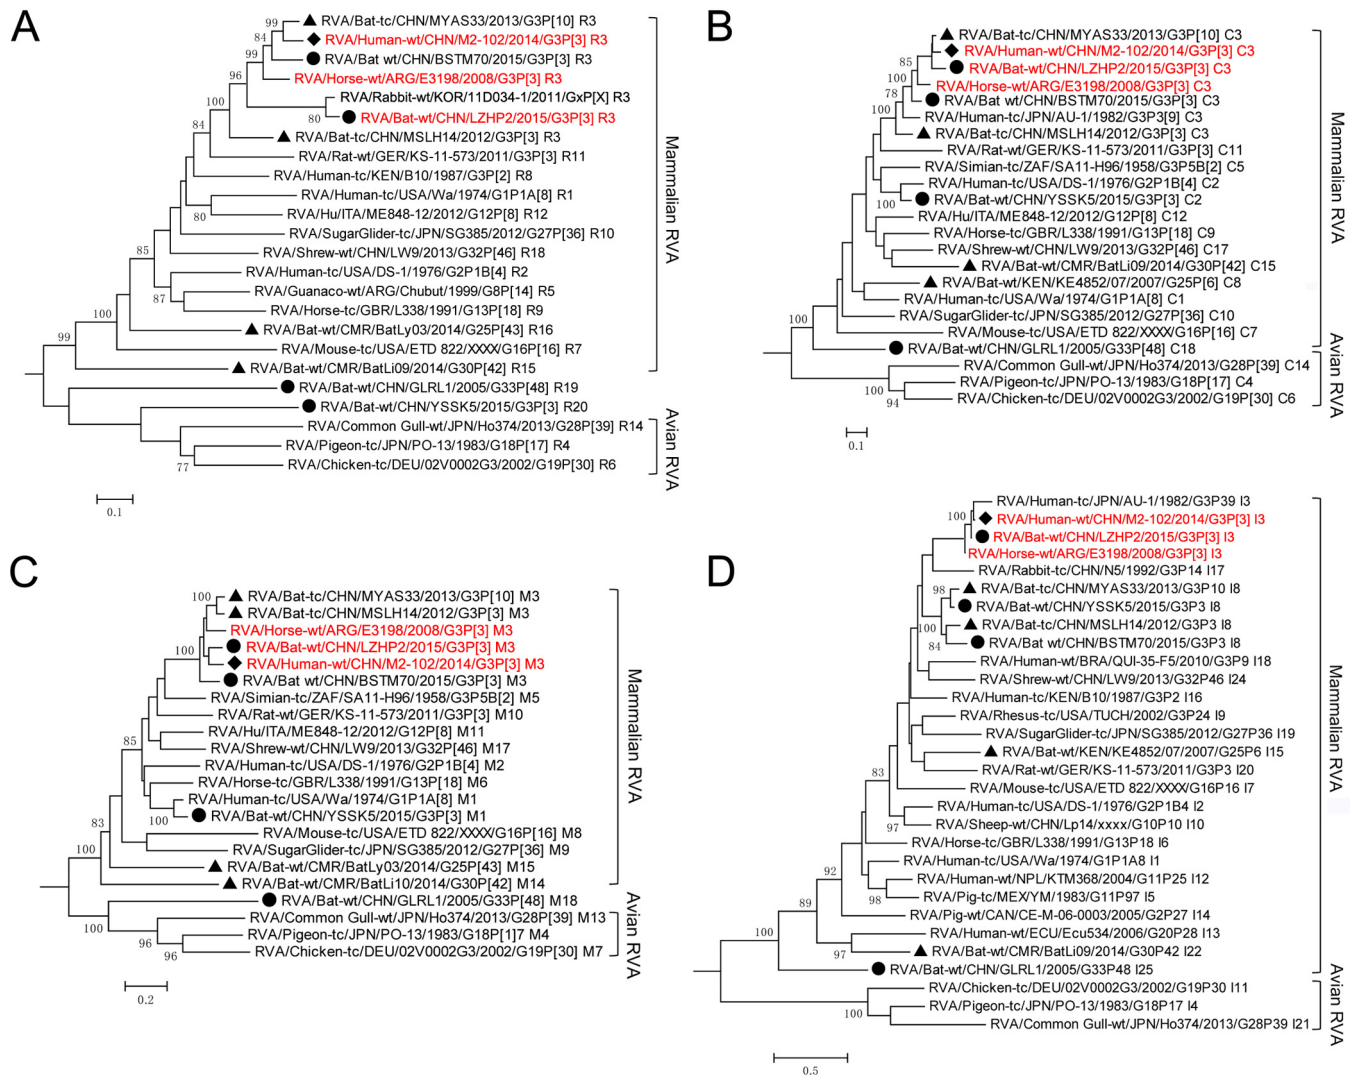 A
99
RVA/Bat-tc/CHN/MYAS33/2013/G3P[10] R3
84
RVA/Human-wt/CHN/M2-102/2014/G3P[3] R3
99
RVA/Bat wt/CHN/BSTM70/2015/G3P[3] R3
96
RVA/Horse-wt/ARG/E3198/2008/G3P[3] R3
100
RVA/Rabbit-wt/KOR/11D034-1/2011/GxP[X] R3
80
RVA/Bat-wt/CHN/LZHP2/2015/G3P[3] R3
84
RVA/Bat-tc/CHN/MSLH14/2012/G3P[3] R3
RVA/Rat-wt/GER/KS-11-573/2011/G3P[3] R11
RVA/Human-tc/KEN/B10/1987/G3P[2] R8
RVA/Human-tc/USA/Wa/1974/G1P1A[8] R1
80
RVA/Hu/ITA/ME848-12/2012/G12P[8] R12
RVA/SugarGlider-tc/JPN/SG385/2012/G27P[36] R10
85
RVA/Shrew-wt/CHN/LW9/2013/G32P[46] R18
RVA/Human-tc/USA/DS-1/1976/G2P1B[4] R2
87
RVA/Guanaco-wt/ARG/Chubut/1999/G8P[14] R5
RVA/Horse-tc/GBR/L338/1991/G13P[18] R9
100
RVA/Bat-wt/CMR/BatLy03/2014/G25P[43] R16
99
RVA/Mouse-tc/USA/ETD 822/XXXX/G16P[16] R7
RVA/Bat-wt/CMR/BatLi09/2014/G30P[42] R15
RVA/Bat-wt/CHN/GLRL1/2005/G33P[48] R19
RVA/Bat-wt/CHN/YSSK5/2015/G3P[3] R20
RVA/Common Gull-wt/JPN/Ho374/2013/G28P[39] R14
RVA/Pigeon-tc/JPN/PO-13/1983/G18P[17] R4
77
RVA/Chicken-tc/DEU/02V0002G3/2002/G19P[30] R6
0.1
Mammalian RVA
Avian RVA
B
RVA/Bat-tc/CHN/MYAS33/2013/G3P[10] C3
RVA/Human-wt/CHN/M2-102/2014/G3P[3] C3
85
RVA/Bat-wt/CHN/LZHP2/2015/G3P[3] C3
100
RVA/Horse-wt/ARG/E3198/2008/G3P[3] C3
78
RVA/Bat wt/CHN/BSTM70/2015/G3P[3] C3
100
RVA/Human-tc/JPN/AU-1/1982/G3P3[9] C3
RVA/Bat-tc/CHN/MSLH14/2012/G3P[3] C3
RVA/Rat-wt/GER/KS-11-573/2011/G3P[3] C11
RVA/Simian-tc/ZAF/SA11-H96/1958/G3P5B[2] C5
RVA/Human-tc/USA/DS-1/1976/G2P1B[4] C2
100
RVA/Bat-wt/CHN/YSSK5/2015/G3P[3] C2
RVA/Hu/ITA/ME848-12/2012/G12P[8] C12
RVA/Horse-tc/GBR/L338/1991/G13P[18] C9
RVA/Shrew-wt/CHN/LW9/2013/G32P[46] C17
RVA/Bat-wt/CMR/BatLi09/2014/G30P[42] C15
RVA/Bat-wt/KEN/KE4852/07/2007/G25P[6] C8
RVA/Human-tc/USA/Wa/1974/G1P1A[8] C1
RVA/SugarGlider-tc/JPN/SG385/2012/G27P[36] C10
100
RVA/Mouse-tc/USA/ETD 822/XXXX/G16P[16] C7
RVA/Bat-wt/CHN/GLRL1/2005/G33P[48] C18
RVA/Common Gull-wt/JPN/Ho374/2013/G28P[39] C14
100
RVA/Pigeon-tc/JPN/PO-13/1983/G18P[17] C4
94
RVA/Chicken-tc/DEU/02V0002G3/2002/G19P[30] C6
0.1
Mammalian RVA
Avian RVA
C
100
RVA/Bat-tc/CHN/MYAS33/2013/G3P[10] M3
RVA/Bat-tc/CHN/MSLH14/2012/G3P[3] M3
RVA/Horse-wt/ARG/E3198/2008/G3P[3] M3
100
RVA/Bat-wt/CHN/LZHP2/2015/G3P[3] M3
RVA/Human-wt/CHN/M2-102/2014/G3P[3] M3
RVA/Bat wt/CHN/BSTM70/2015/G3P[3] M3
RVA/Simian-tc/ZAF/SA11-H96/1958/G3P5B[2] M5
RVA/Rat-wt/GER/KS-11-573/2011/G3P[3] M10
RVA/Hu/ITA/ME848-12/2012/G12P[8] M11
85
RVA/Shrew-wt/CHN/LW9/2013/G32P[46] M17
RVA/Human-tc/USA/DS-1/1976/G2P1B[4] M2
RVA/Horse-tc/GBR/L338/1991/G13P[18] M6
RVA/Human-tc/USA/Wa/1974/G1P1A[8] M1
100
RVA/Bat-wt/CHN/YSSK5/2015/G3P[3] M1
83
RVA/Mouse-tc/USA/ETD 822/XXXX/G16P[16] M8
100
RVA/SugarGlider-tc/JPN/SG385/2012/G27P[36] M9
RVA/Bat-wt/CMR/BatLy03/2014/G25P[43] M15
RVA/Bat-wt/CMR/BatLi10/2014/G30P[42] M14
RVA/Bat-wt/CHN/GLRL1/2005/G33P[48] M18
100
RVA/Common Gull-wt/JPN/Ho374/2013/G28P[39] M13
96
RVA/Pigeon-tc/JPN/PO-13/1983/G18P[1]7 M4
96
RVA/Chicken-tc/DEU/02V0002G3/2002/G19P[30] M7
0.2
Mammalian RVA
Avian RVA
D
RVA/Human-tc/JPN/AU-1/1982/G3P39 I3
100
RVA/Human-wt/CHN/M2-102/2014/G3P[3] I3
RVA/Bat-wt/CHN/LZHP2/2015/G3P[3] I3
RVA/Horse-wt/ARG/E3198/2008/G3P[3] I3
RVA/Rabbit-tc/CHN/N5/1992/G3P14 I17
98
RVA/Bat-tc/CHN/MYAS33/2013/G3P10 I8
RVA/Bat-wt/CHN/YSSK5/2015/G3P3 I8
100
RVA/Bat-tc/CHN/MSLH14/2012/G3P3 I8
84
RVA/Bat wt/CHN/BSTM70/2015/G3P3 I8
RVA/Human-wt/BRA/QUI-35-F5/2010/G3P9 I18
RVA/Shrew-wt/CHN/LW9/2013/G32P46 I24
RVA/Human-tc/KEN/B10/1987/G3P2 I16
RVA/Rhesus-tc/USA/TUCH/2002/G3P24 I9
RVA/SugarGlider-tc/JPN/SG385/2012/G27P36 I19
RVA/Bat-wt/KEN/KE4852/07/2007/G25P6 I15
83
RVA/Rat-wt/GER/KS-11-573/2011/G3P3 I20
RVA/Mouse-tc/USA/ETD 822/XXXX/G16P16 I7
RVA/Human-tc/USA/DS-1/1976/G2P1B4 I2
97
RVA/Sheep-wt/CHN/Lp14/xxxx/G10P10 I10
RVA/Horse-tc/GBR/L338/1991/G13P18 I6
RVA/Human-tc/USA/Wa/1974/G1P1A8 I1
92
RVA/Human-wt/NPL/KTM368/2004/G11P25 I12
98
RVA/Pig-tc/MEX/YM/1983/G11P97 I5
89
RVA/Pig-wt/CAN/CE-M-06-0003/2005/G2P27 I14
100
RVA/Human-wt/ECU/Ecu534/2006/G20P28 I13
97
RVA/Bat-wt/CMR/BatLi09/2014/G30P42 I22
RVA/Bat-wt/CHN/GLRL1/2005/G33P48 I25
RVA/Chicken-tc/DEU/02V0002G3/2002/G19P30 I11
100
RVA/Pigeon-tc/JPN/PO-13/1983/G18P17 I4
RVA/Common Gull-wt/JPN/Ho374/2013/G28P39 I21
0.5
Mammalian RVA
Avian RVA